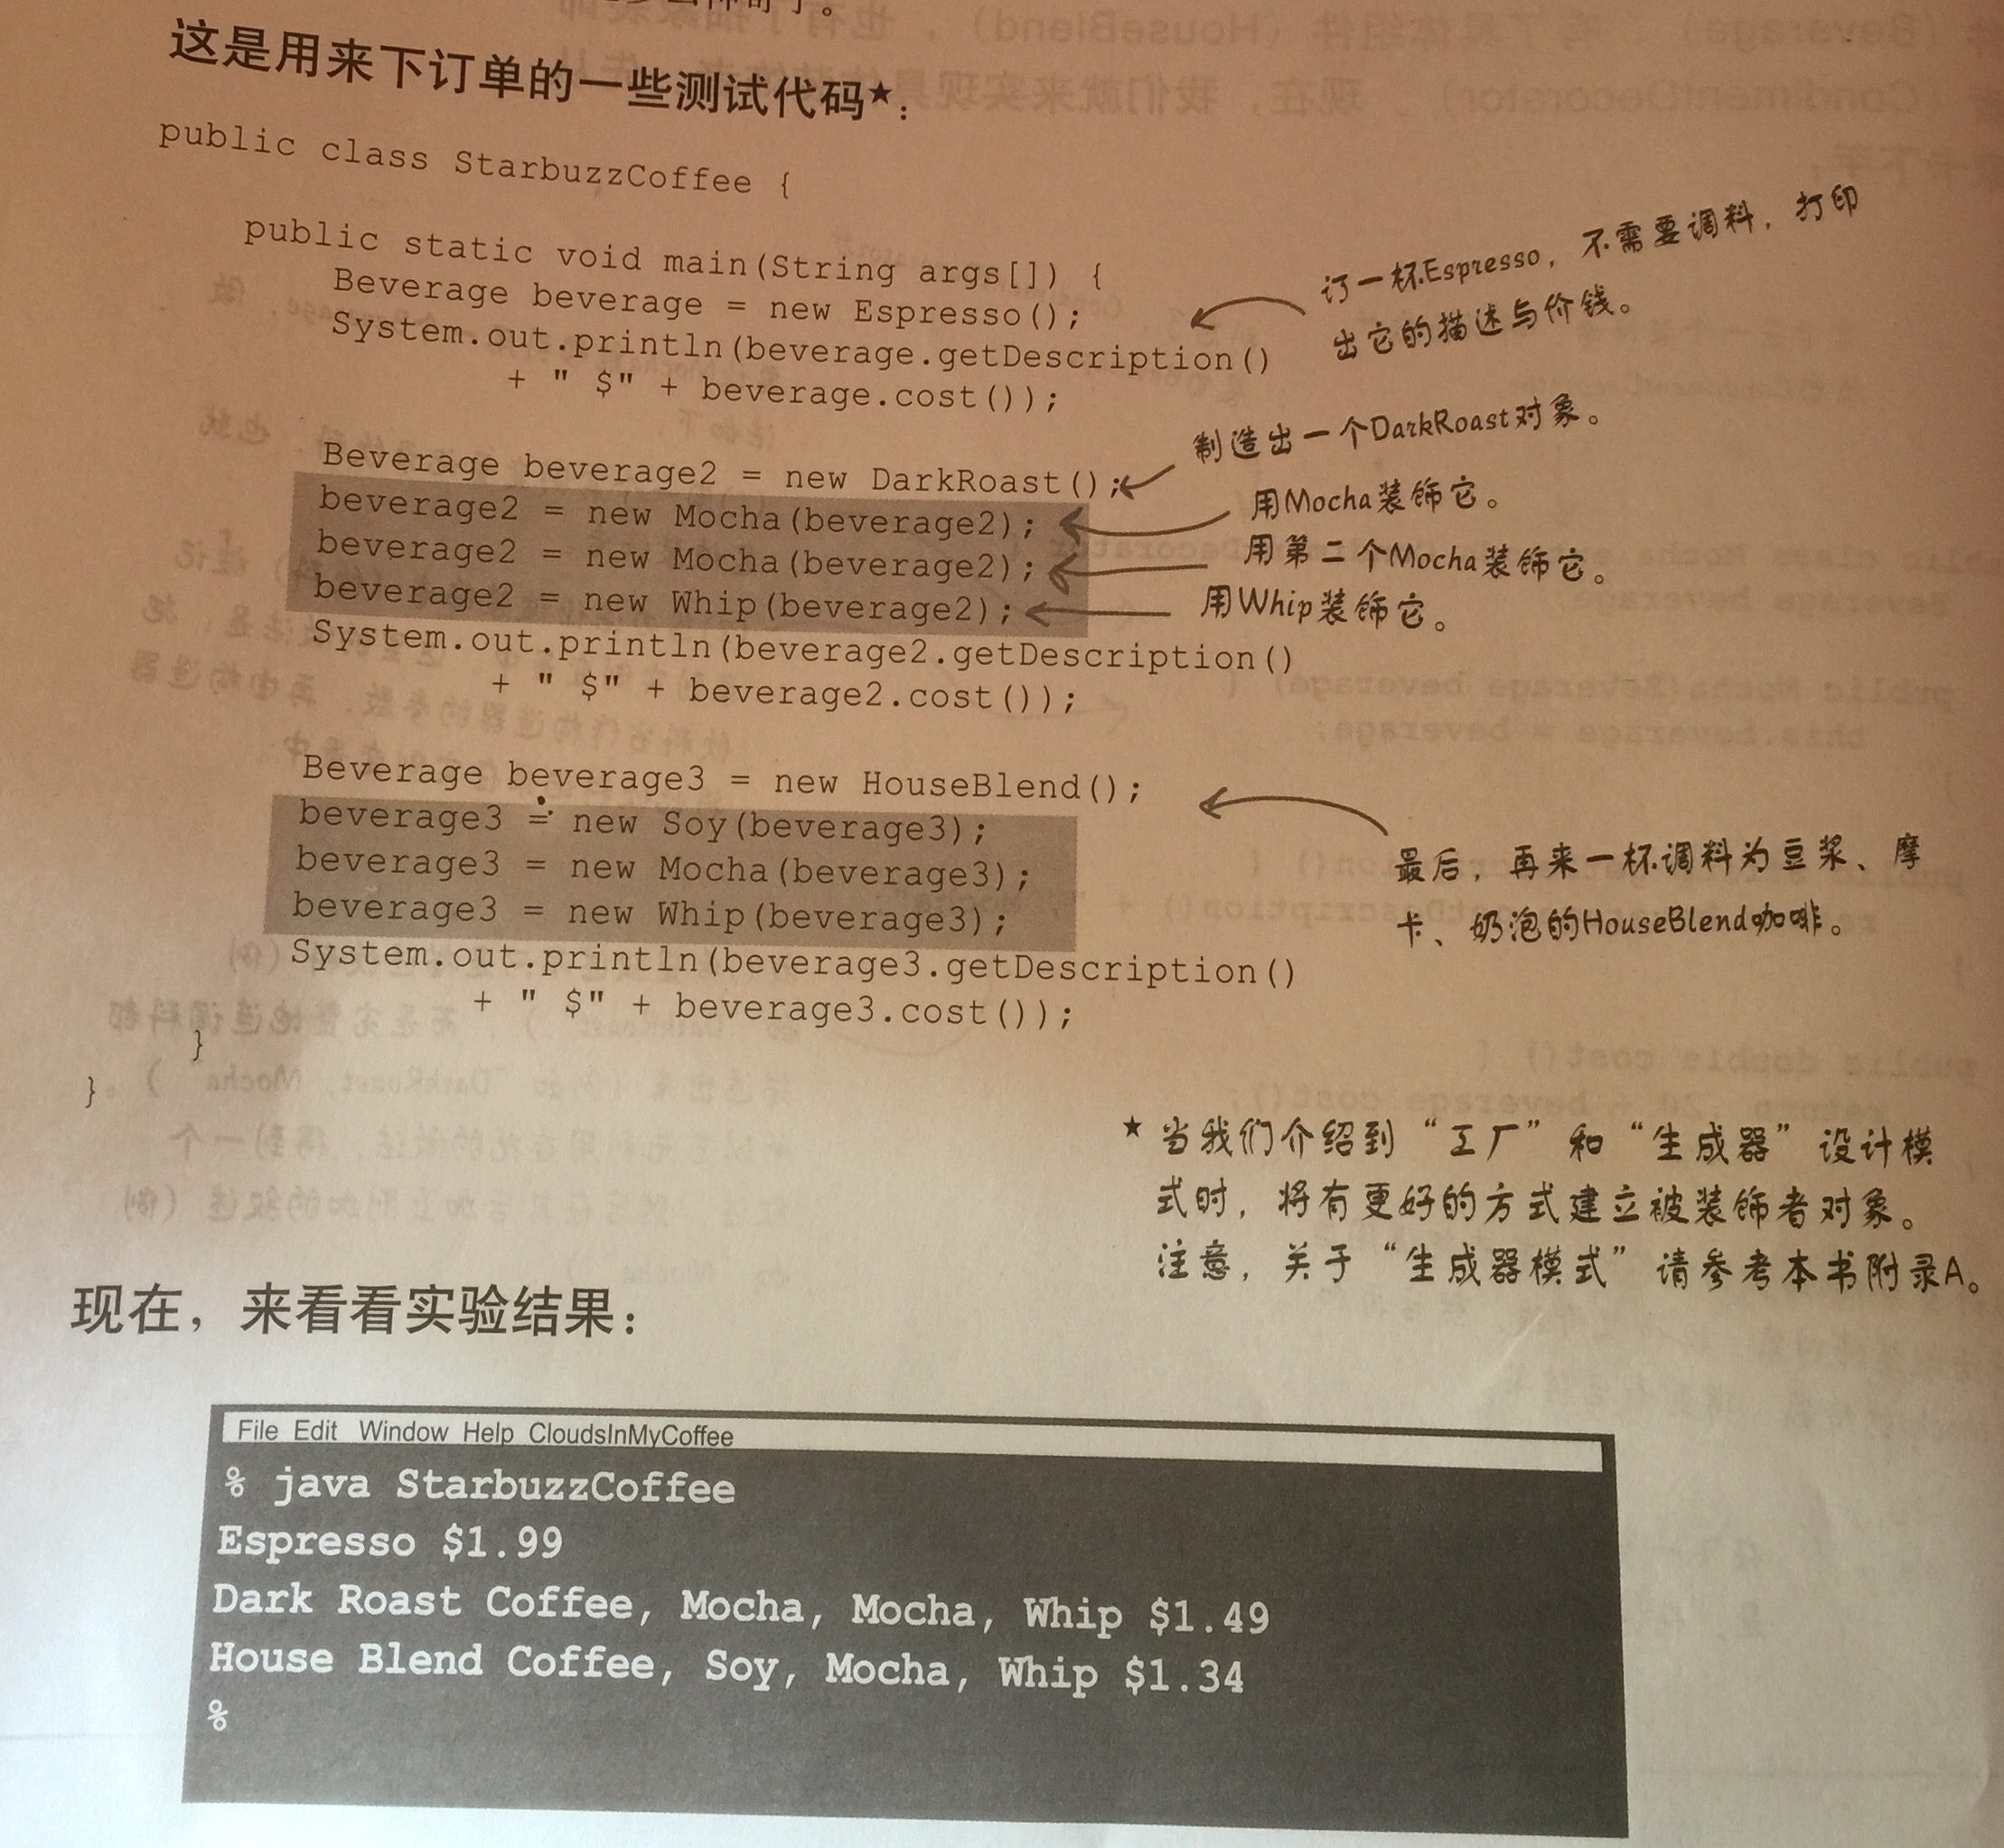 这是用来下订单的一些测试代码★：
public class StarbuzzCoffee {
public static void main(String args[]) {
Beverage beverage = new Espresso();
System.out.println(beverage.getDescription()
+ " $" + beverage.cost());
订一杯Espresso，不需要调料，打印
出它的描述与价钱。
Beverage beverage2 = new DarkRoast();
制造出一个DarkRoast对象。
beverage2 = new Mocha(beverage2);
用Mocha装饰它。
beverage2 = new Mocha(beverage2);
用第二个Mocha装饰它。
beverage2 = new Whip(beverage2);
用Whip装饰它。
System.out.println(beverage2.getDescription()
+ " $" + beverage2.cost());
Beverage beverage3 = new HouseBlend();
beverage3 = new Soy(beverage3);
beverage3 = new Mocha(beverage3);
beverage3 = new Whip(beverage3);
最后，再来一杯调料为豆浆、摩
卡、奶泡的HouseBlend咖啡。
System.out.println(beverage3.getDescription()
+ " $" + beverage3.cost());
}
}
★ 当我们介绍到“工厂”和“生成器”设计模
式时，将有更好的方式建立被装饰者对象。
注意，关于“生成器模式”请参考本书附录A。
现在，来看看实验结果：
File Edit Window Help CloudsInMyCoffee
% java StarbuzzCoffee
Espresso $1.99
Dark Roast Coffee, Mocha, Mocha, Whip $1.49
House Blend Coffee, Soy, Mocha, Whip $1.34
%